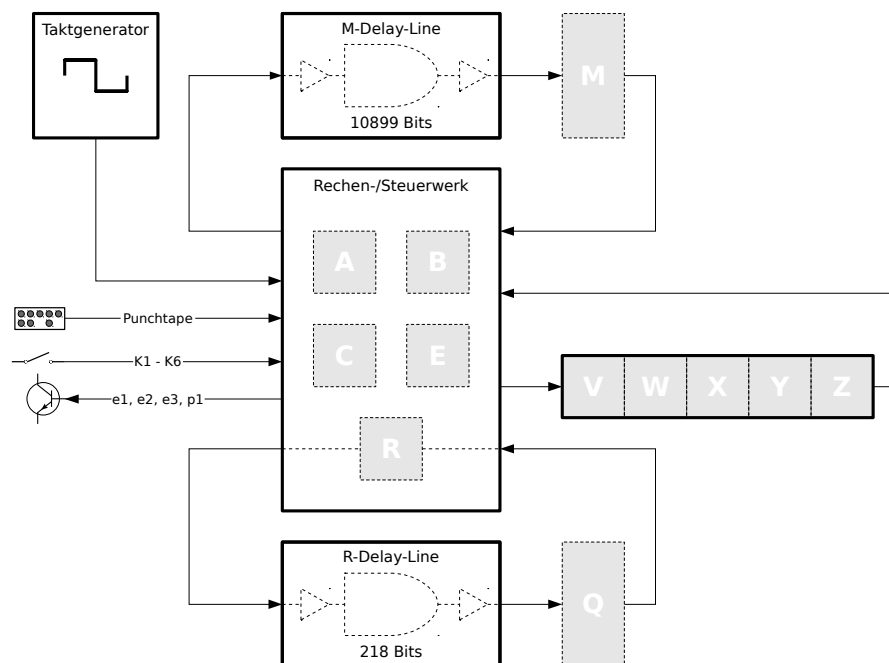 Taktgenerator
M-Delay-Line
10899 Bits
M
Rechen-/Steuerwerk
A B
C E
R
Punchtape
K1 - K6
e1, e2, e3, p1
V W X Y Z
R-Delay-Line
218 Bits
Q